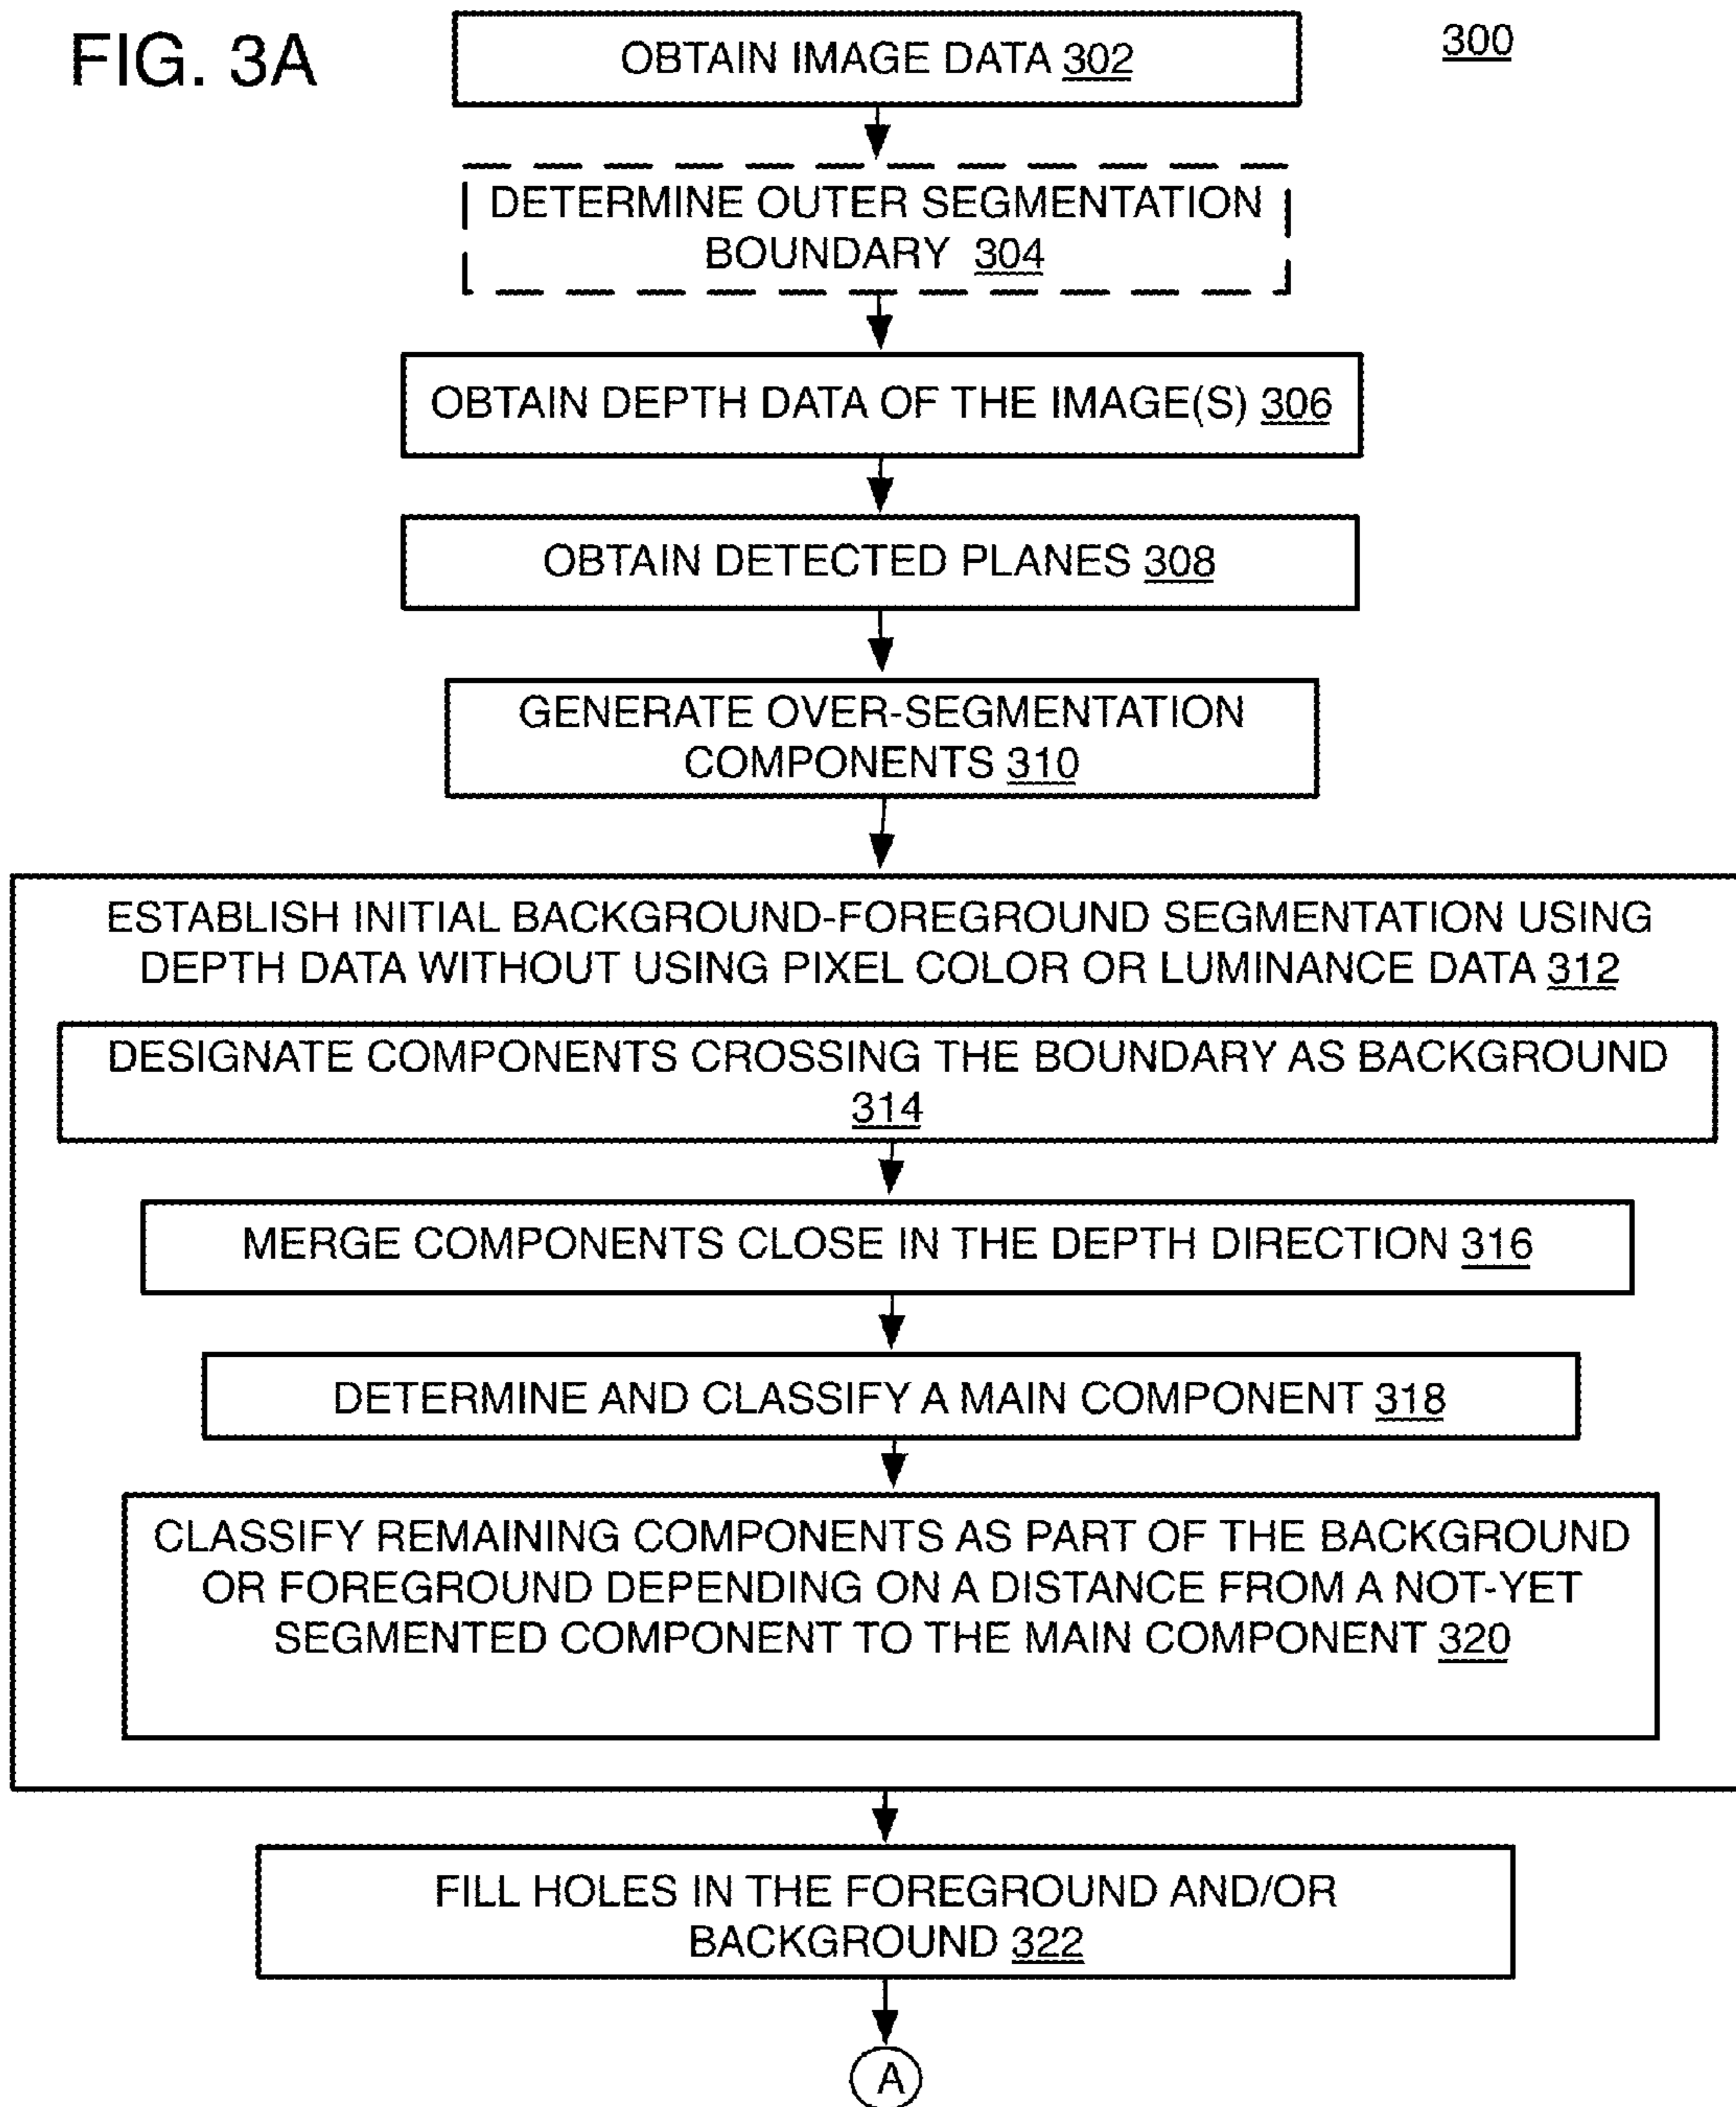 FIG. 3A
300
OBTAIN IMAGE DATA 302
DETERMINE OUTER SEGMENTATION
BOUNDARY 304
OBTAIN DEPTH DATA OF THE IMAGE(S) 306
OBTAIN DETECTED PLANES 308
GENERATE OVER-SEGMENTATION
COMPONENTS 310
ESTABLISH INITIAL BACKGROUND-FOREGROUND SEGMENTATION USING
DEPTH DATA WITHOUT USING PIXEL COLOR OR LUMINANCE DATA 312
DESIGNATE COMPONENTS CROSSING THE BOUNDARY AS BACKGROUND
314
MERGE COMPONENTS CLOSE IN THE DEPTH DIRECTION 316
DETERMINE AND CLASSIFY A MAIN COMPONENT 318
CLASSIFY REMAINING COMPONENTS AS PART OF THE BACKGROUND
OR FOREGROUND DEPENDING ON A DISTANCE FROM A NOT-YET
SEGMENTED COMPONENT TO THE MAIN COMPONENT 320
FILL HOLES IN THE FOREGROUND AND/OR
BACKGROUND 322
A